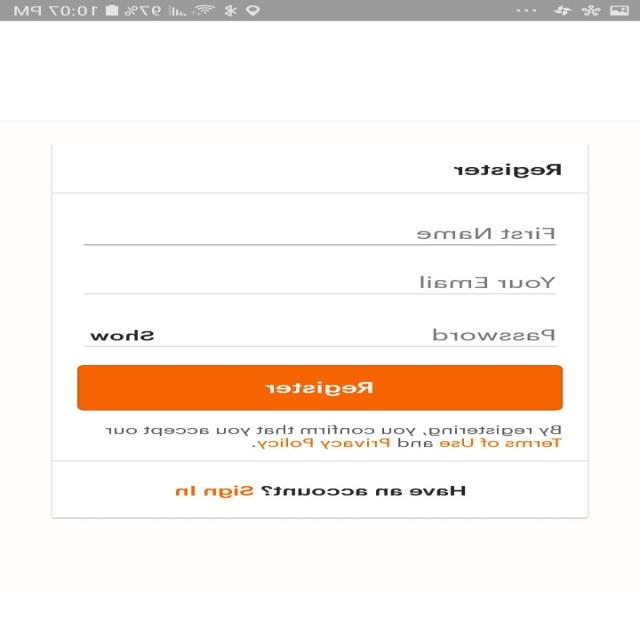 97% 10:07 PM
Register
First Name
Your Email
Password Show
Register
By registering, you confirm that you accept our
Terms of Use and Privacy Policy.
Have an account? Sign In